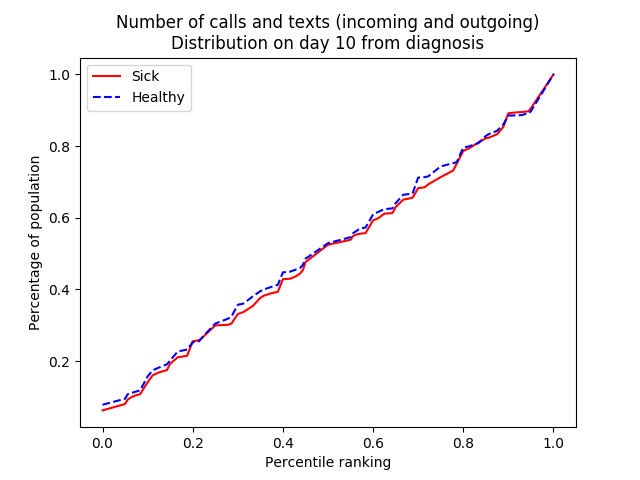 Number of calls and texts (incoming and outgoing)
Distribution on day 10 from diagnosis
Sick
Healthy
1.0
0.8
0.6
0.4
0.2
Percentage of population
0.0 0.2 0.4 0.6 0.8 1.0
Percentile ranking